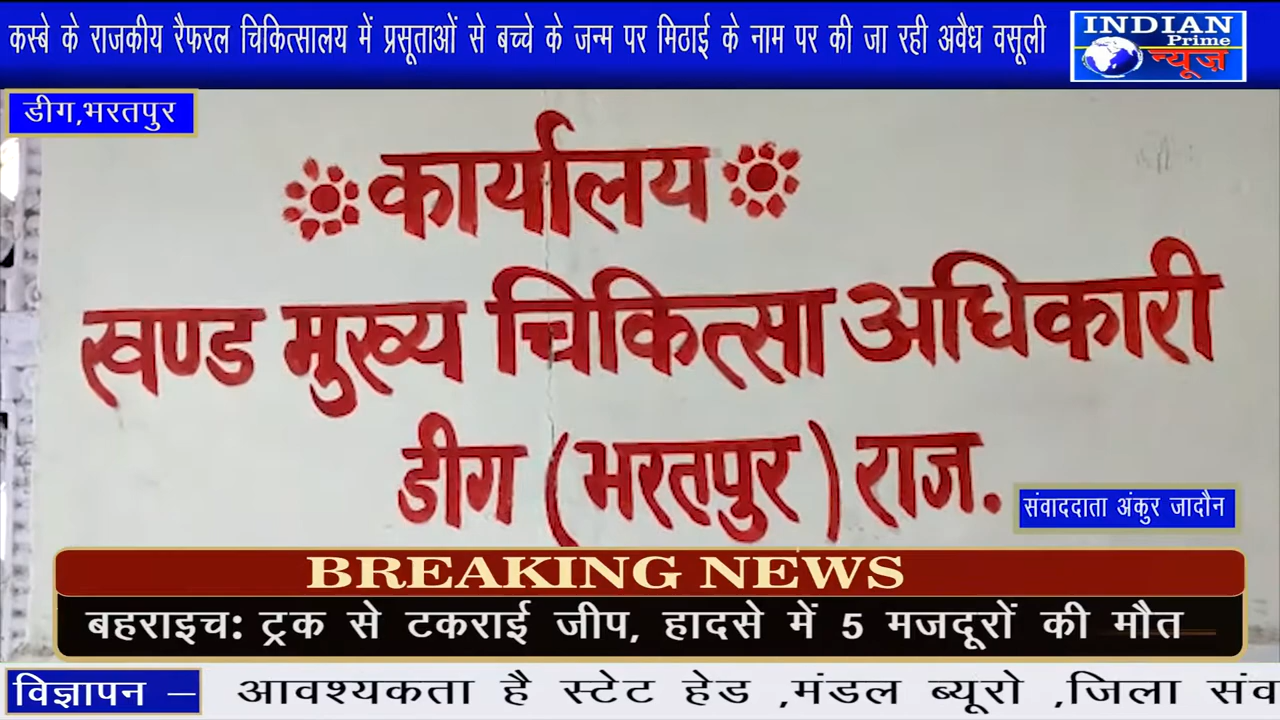 कस्बे के राजकीय रैफरल चिकित्सालय में प्रसूताओं से बच्चे के जन्म पर मिठाई के नाम पर की जा रही अवैध वसूली
INDIAN
Prime
न्यूज़
डीग,भरतपुर
कार्यालय
खण्ड मुख्य चिकित्सा अधिकारी
डीग (भरतपुर) राज.
संवाददाता अंकुर जादौन
BREAKING NEWS
बहराइच: ट्रक से टकराई जीप, हादसे में 5 मजदूरों की मौत
विज्ञापन – आवश्यकता है स्टेट हेड ,मंडल ब्यूरो ,जिला संव